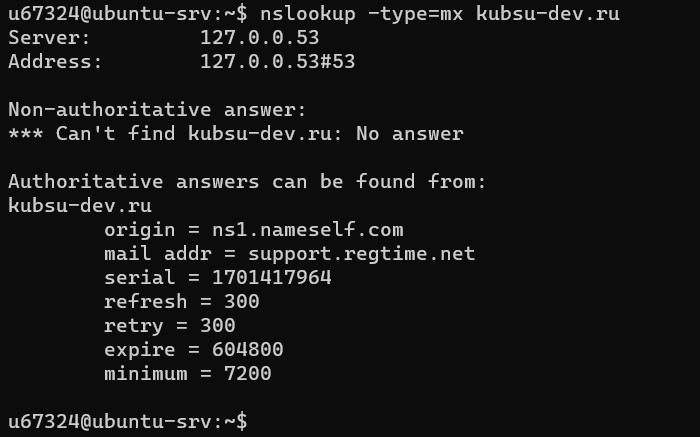 u67324@ubuntu-srv:~$ nslookup -type=mx kubsu-dev.ru
Server:         127.0.0.53
Address:        127.0.0.53#53

Non-authoritative answer:
*** Can't find kubsu-dev.ru: No answer

Authoritative answers can be found from:
kubsu-dev.ru
        origin = ns1.nameself.com
        mail addr = support.regtime.net
        serial = 1701417964
        refresh = 300
        retry = 300
        expire = 604800
        minimum = 7200

u67324@ubuntu-srv:~$